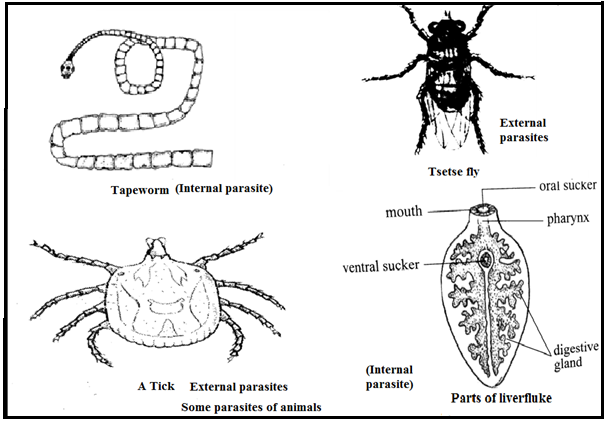 Tapeworm (Internal parasite)
External
parasites
Tsetse fly
oral sucker
mouth
pharynx
ventral sucker
digestive
gland
(Internal
parasite)
Parts of liverfluke
A Tick External parasites
Some parasites of animals